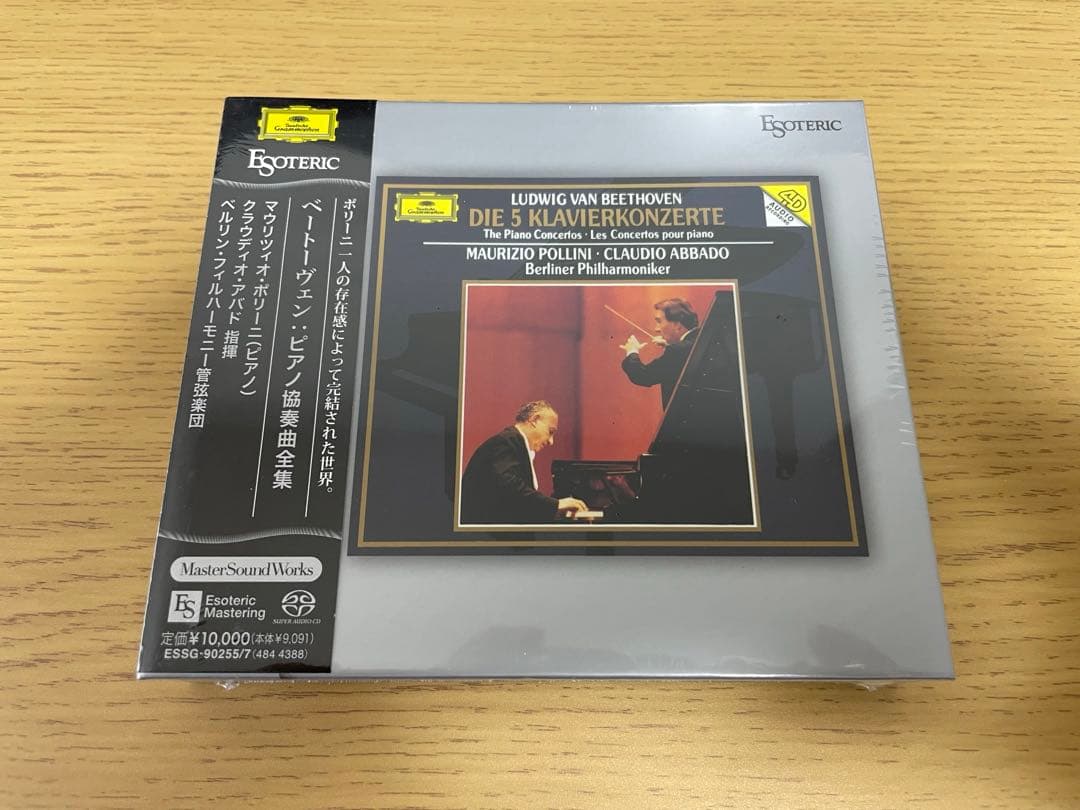 Deutsche
Grammophon
ESOTERIC
ポリーニ一人の存在感によって完結された世界。
ベートーヴェン:ピアノ協奏曲全集
マウリツィオ・ポリーニ(ピアノ)
クラウディオ・アバド 指揮
ベルリン・フィルハーモニー管弦楽団
MasterSoundWorks
ES
Esoteric
Mastering
SUPER AUDIO CD
定価¥10,000(本体¥9,091)
ESSG-90255/7(484 4388)
ESOTERIC
Deutsche
Grammophon
LUDWIG VAN BEETHOVEN
DIE 5 KLAVIERKONZERTE
The Piano Concertos · Les Concertos pour piano
MAURIZIO POLLINI · CLAUDIO ABBADO
Berliner Philharmoniker
4D
AUDIO
RECORDING